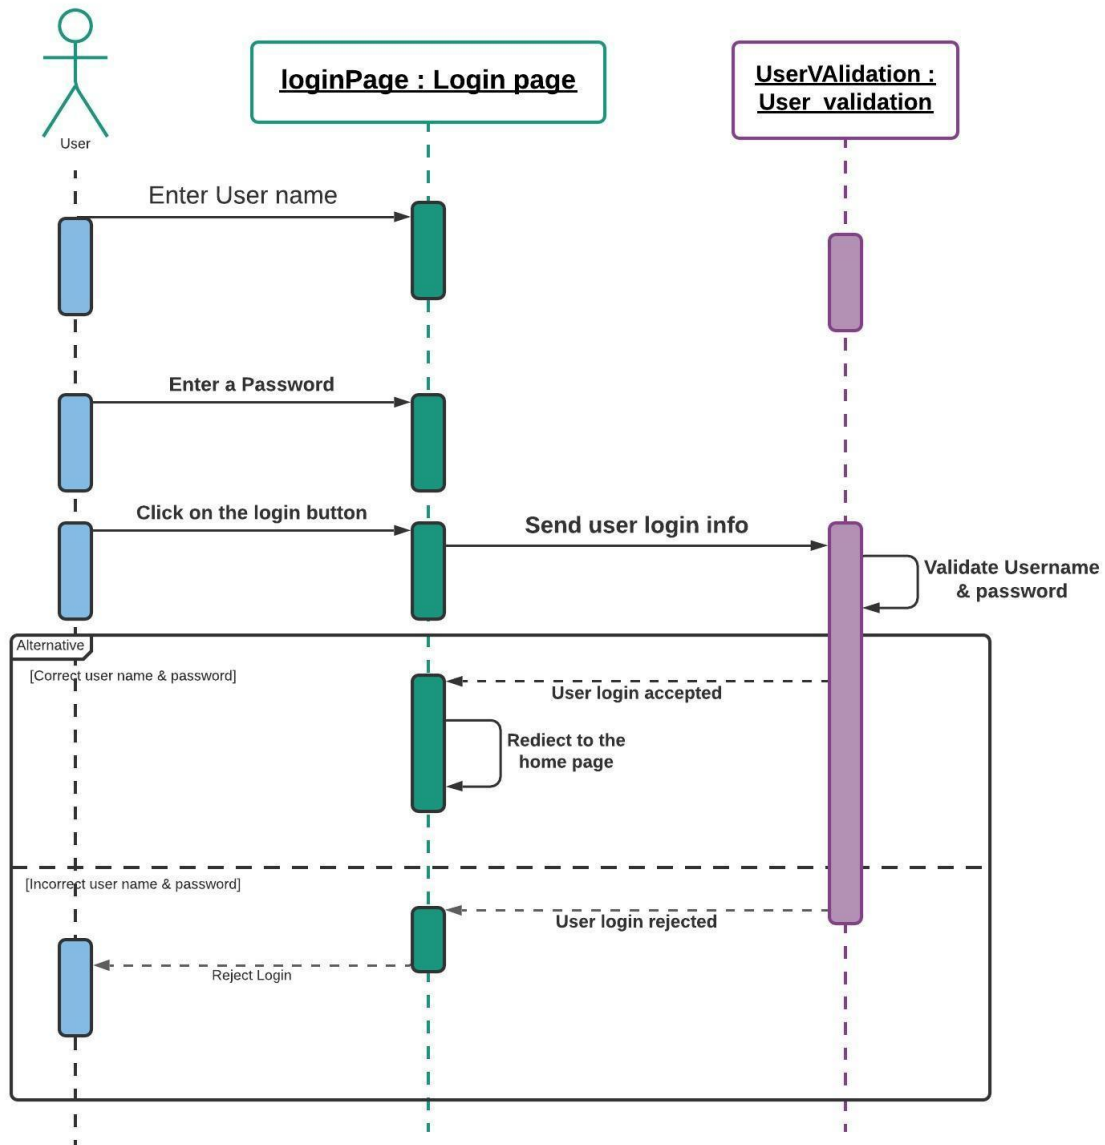 User
loginPage : Login page
UserVAlidation :
User_validation
Enter User name
Enter a Password
Click on the login button
Send user login info
Validate Username
& password
Alternative
[Correct user name & password]
User login accepted
Rediect to the
home page
[Incorrect user name & password]
User login rejected
Reject Login